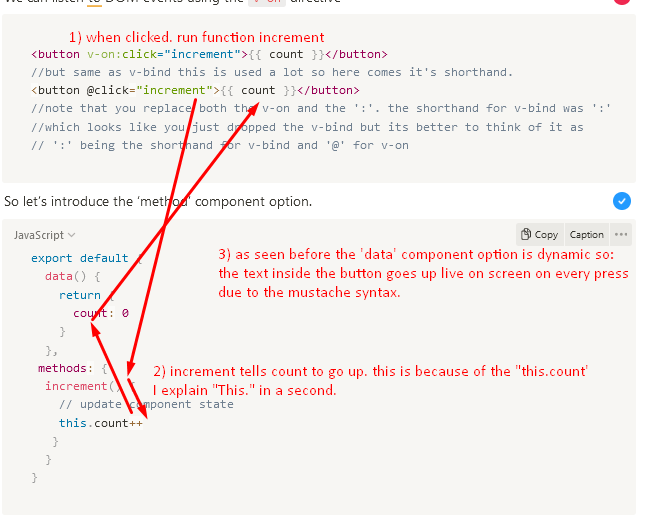 We can listen to DOM events using the v-on directive
1) when clicked. run function increment
<button v-on:click="increment">{{ count }}</button>
//but same as v-bind this is used a lot so here comes it's shorthand.
<button @click="increment">{{ count }}</button>
//note that you replace both the v-on and the ':'. the shorthand for v-bind was ':'
//which looks like you just dropped the v-bind but its better to think of it as
// ':' being the shorthand for v-bind and '@' for v-on
So let's introduce the 'method' component option.
JavaScript
Copy Caption
export default {
3) as seen before the 'data' component option is dynamic so:
data() {
the text inside the button goes up live on screen on every press
return {
due to the mustache syntax.
count: 0
}
},
methods: {
2) increment tells count to go up. this is because of the "this.count'
increment() {
I explain "This." in a second.
// update component state
this.count++
}
}
}